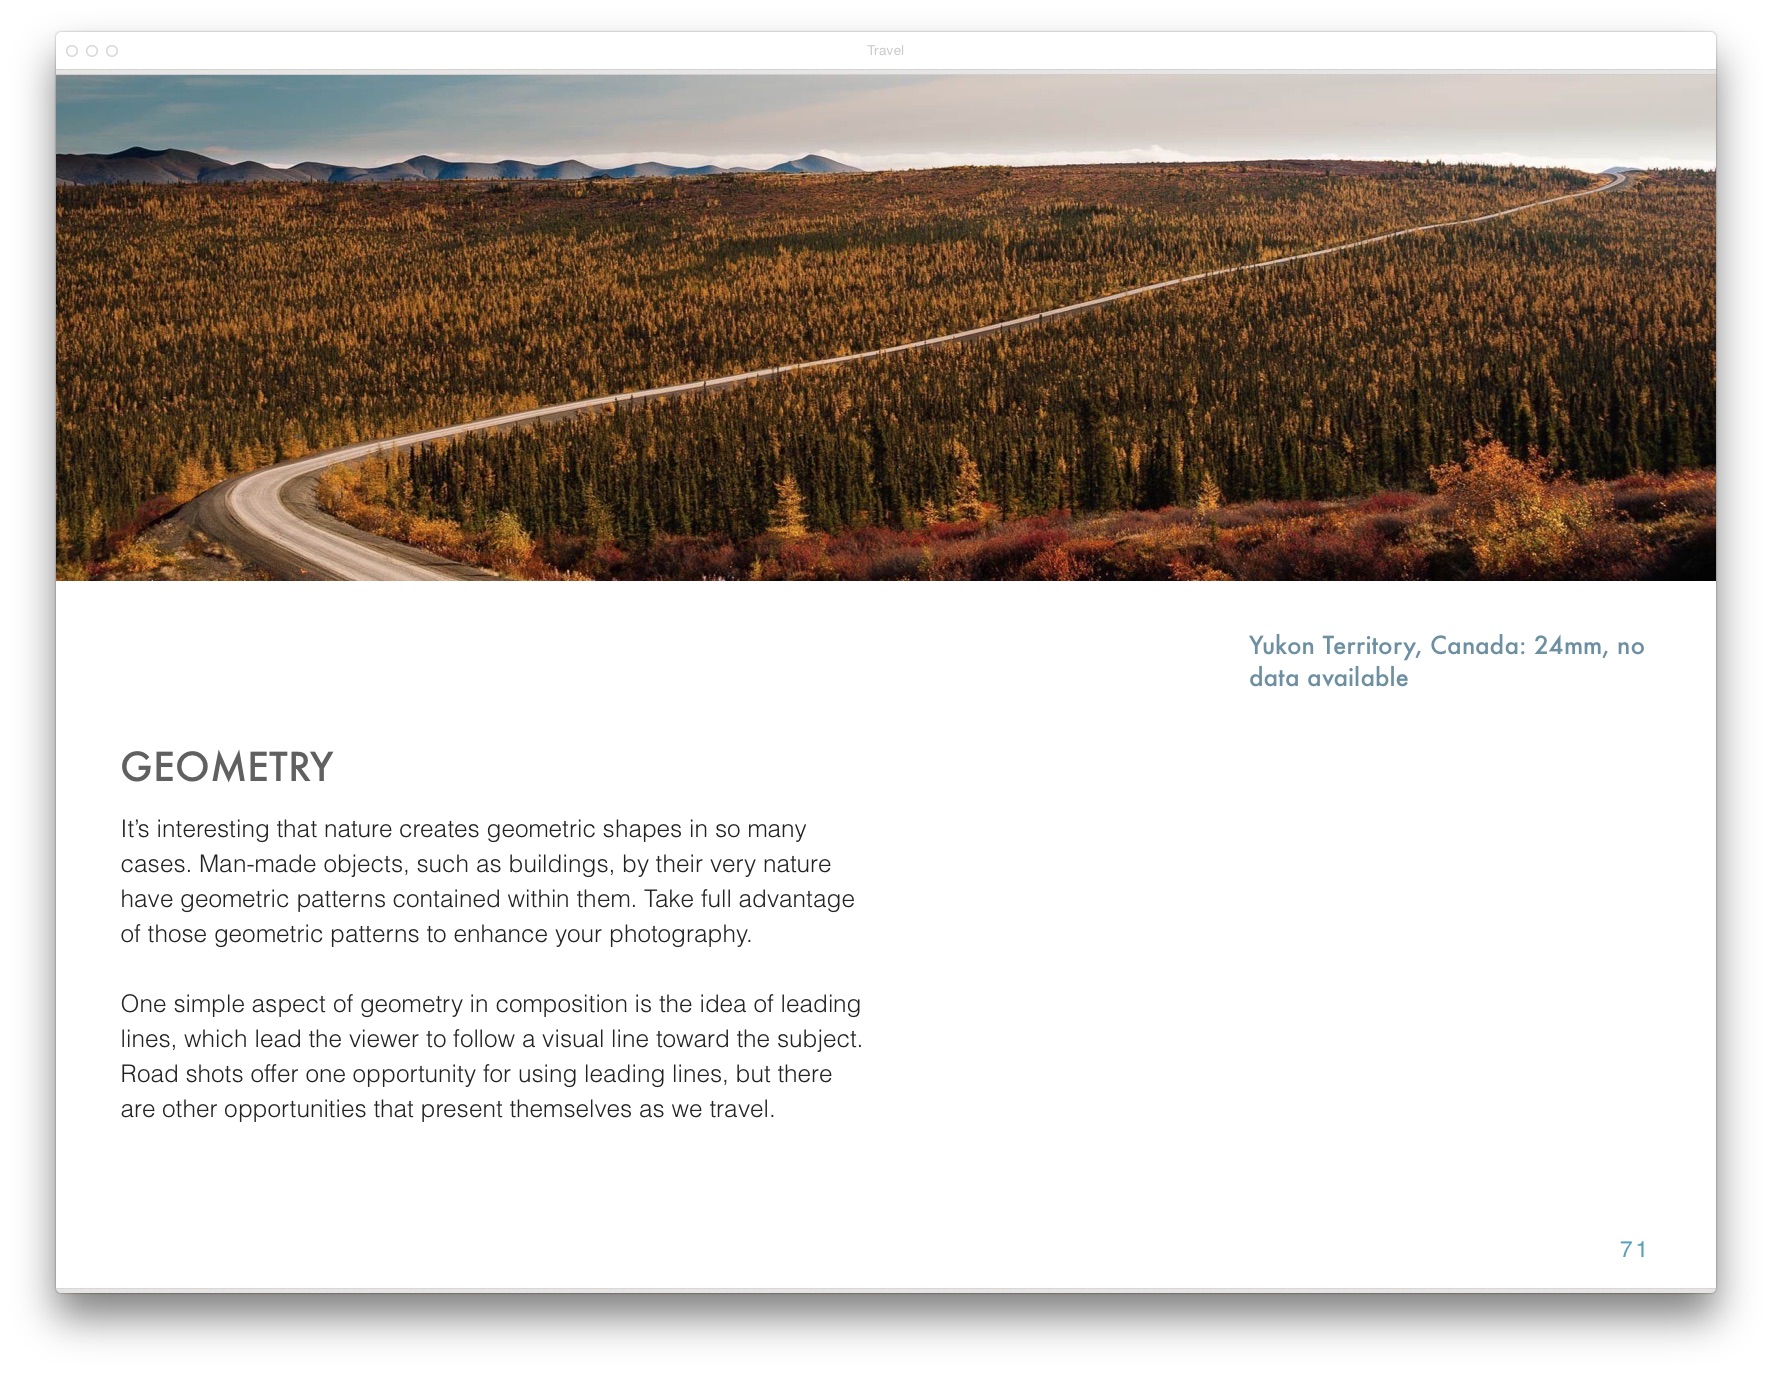 Travel
Yukon Territory, Canada: 24mm, no
data available
GEOMETRY
It’s interesting that nature creates geometric shapes in so many
cases. Man-made objects, such as buildings, by their very nature
have geometric patterns contained within them. Take full advantage
of those geometric patterns to enhance your photography.
One simple aspect of geometry in composition is the idea of leading
lines, which lead the viewer to follow a visual line toward the subject.
Road shots offer one opportunity for using leading lines, but there
are other opportunities that present themselves as we travel.
71